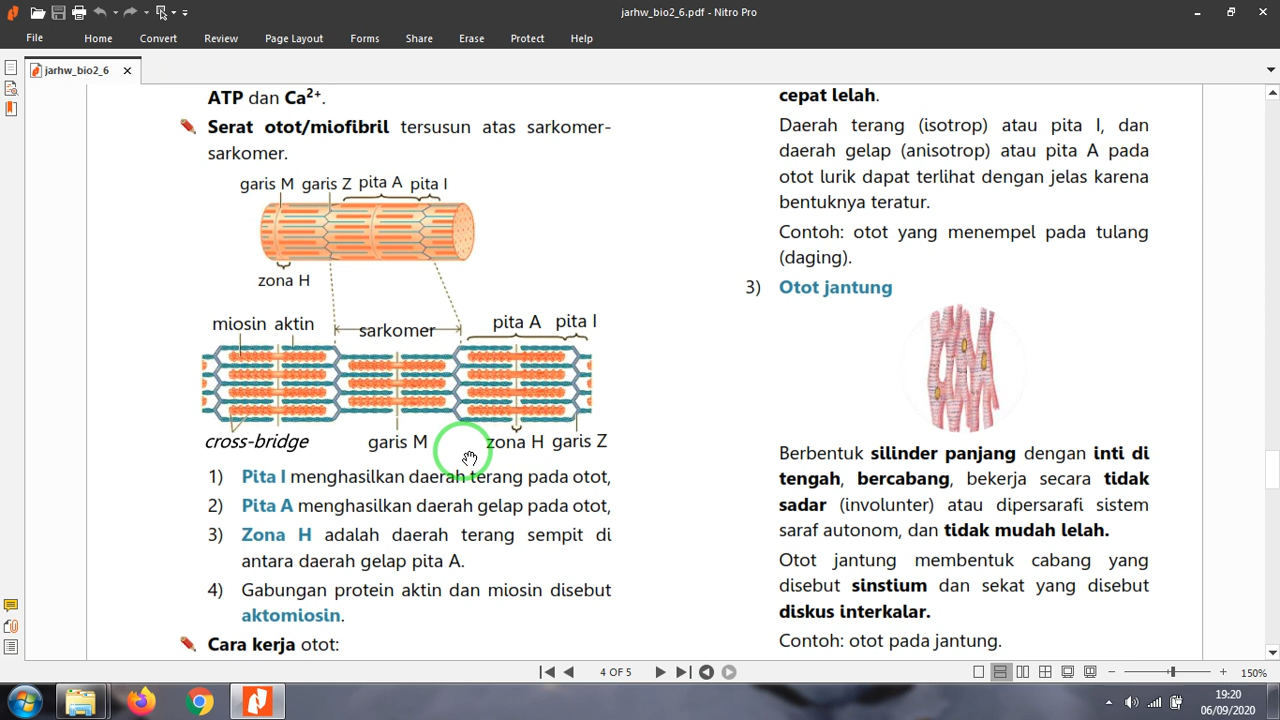 jarhw_bio2_6.pdf - Nitro Pro
File Home Convert Review Page Layout Forms Share Erase Protect Help
jarhw_bio2_6
ATP dan Ca²⁺.
Serat otot/miofibril tersusun atas sarkomer-
sarkomer.
garis M garis Z pita A pita I
zona H
miosin aktin
sarkomer
pita A pita I
cross-bridge
garis M
zona H garis Z
1) Pita I menghasilkan daerah terang pada otot,
2) Pita A menghasilkan daerah gelap pada otot,
3) Zona H adalah daerah terang sempit di
antara daerah gelap pita A.
4) Gabungan protein aktin dan miosin disebut
aktomiosin.
Cara kerja otot:
cepat lelah.
Daerah terang (isotrop) atau pita I, dan
daerah gelap (anisotrop) atau pita A pada
otot lurik dapat terlihat dengan jelas karena
bentuknya teratur.
Contoh: otot yang menempel pada tulang
(daging).
3) Otot jantung
Berbentuk silinder panjang dengan inti di
tengah, bercabang, bekerja secara tidak
sadar (involunter) atau dipersarafi sistem
saraf autonom, dan tidak mudah lelah.
Otot jantung membentuk cabang yang
disebut sinstium dan sekat yang disebut
diskus interkalar.
Contoh: otot pada jantung.
4 OF 5
150%
19:20
06/09/2020